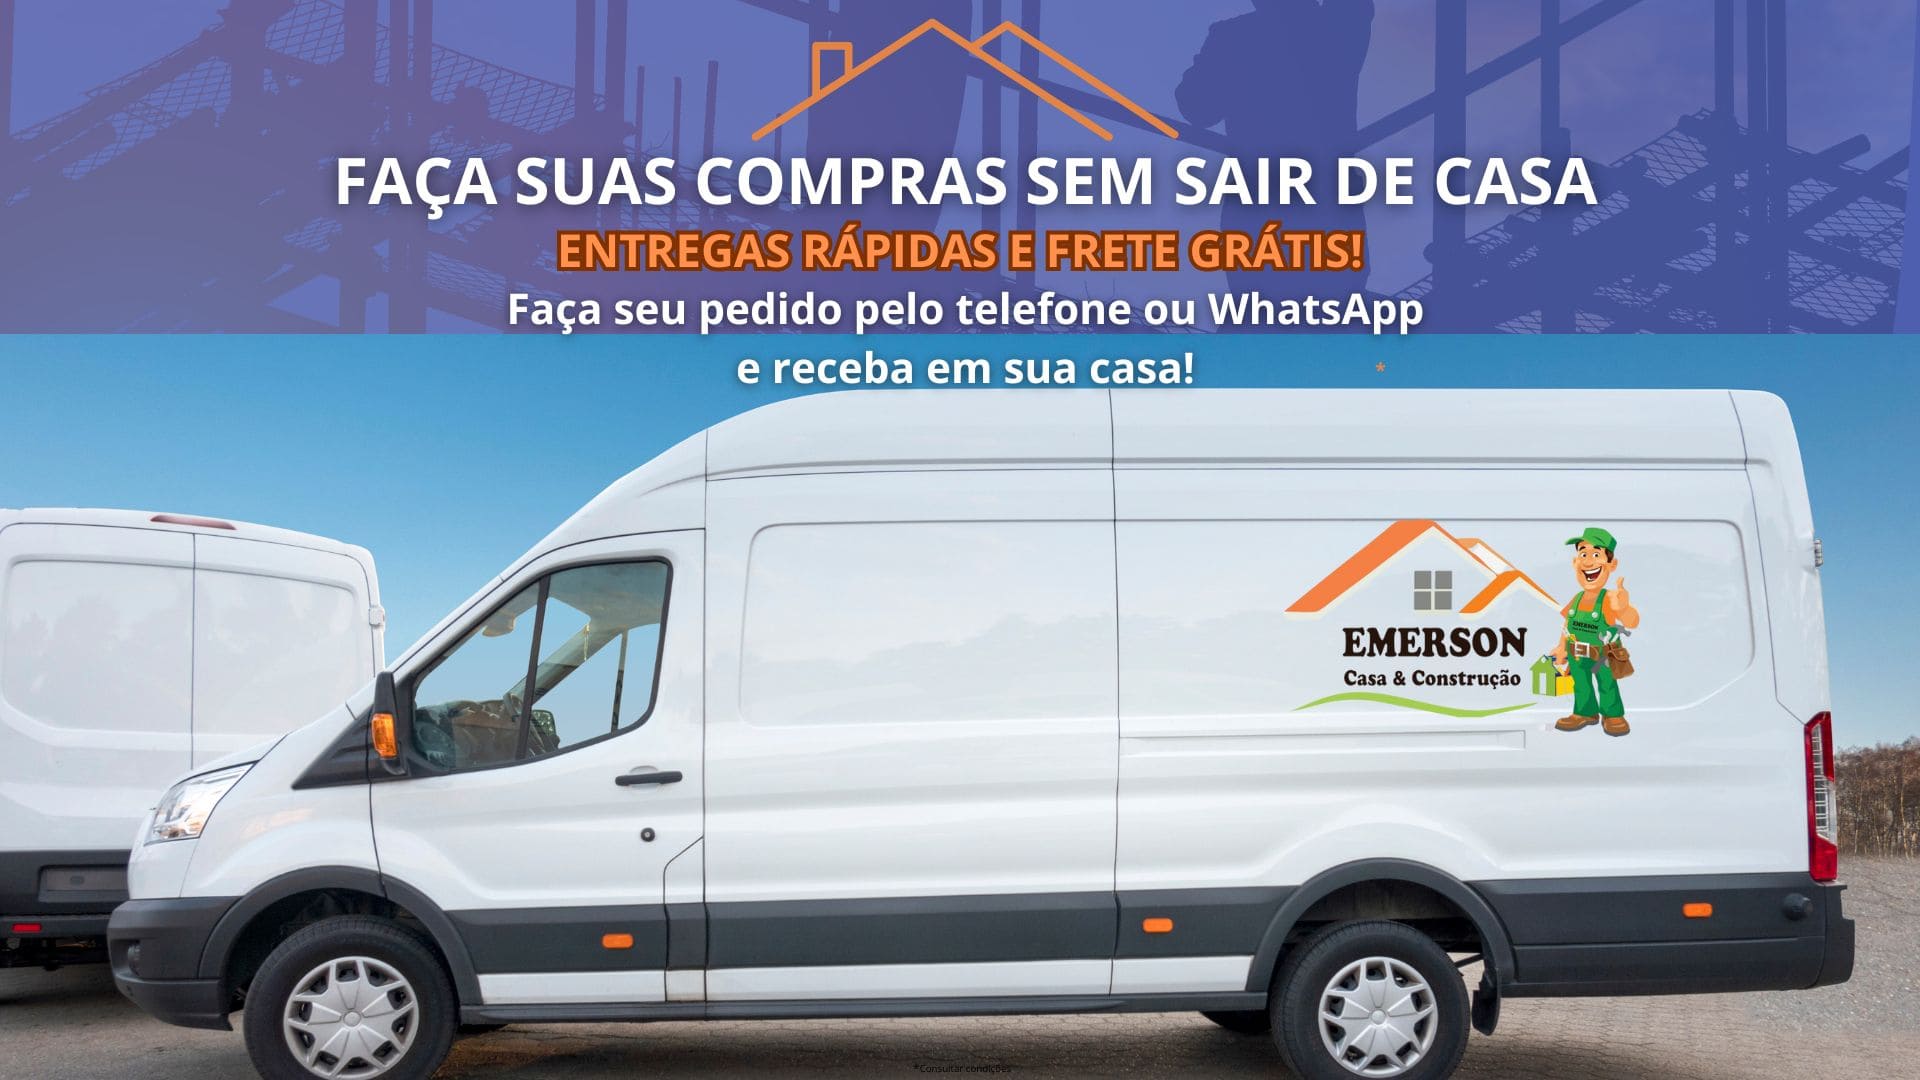 FAÇA SUAS COMPRAS SEM SAIR DE CASA
ENTREGAS RÁPIDAS E FRETE GRÁTIS!
Faça seu pedido pelo telefone ou WhatsApp
e receba em sua casa!
*
EMERSON
Casa & Construção
EMERSON
*Consultar condições